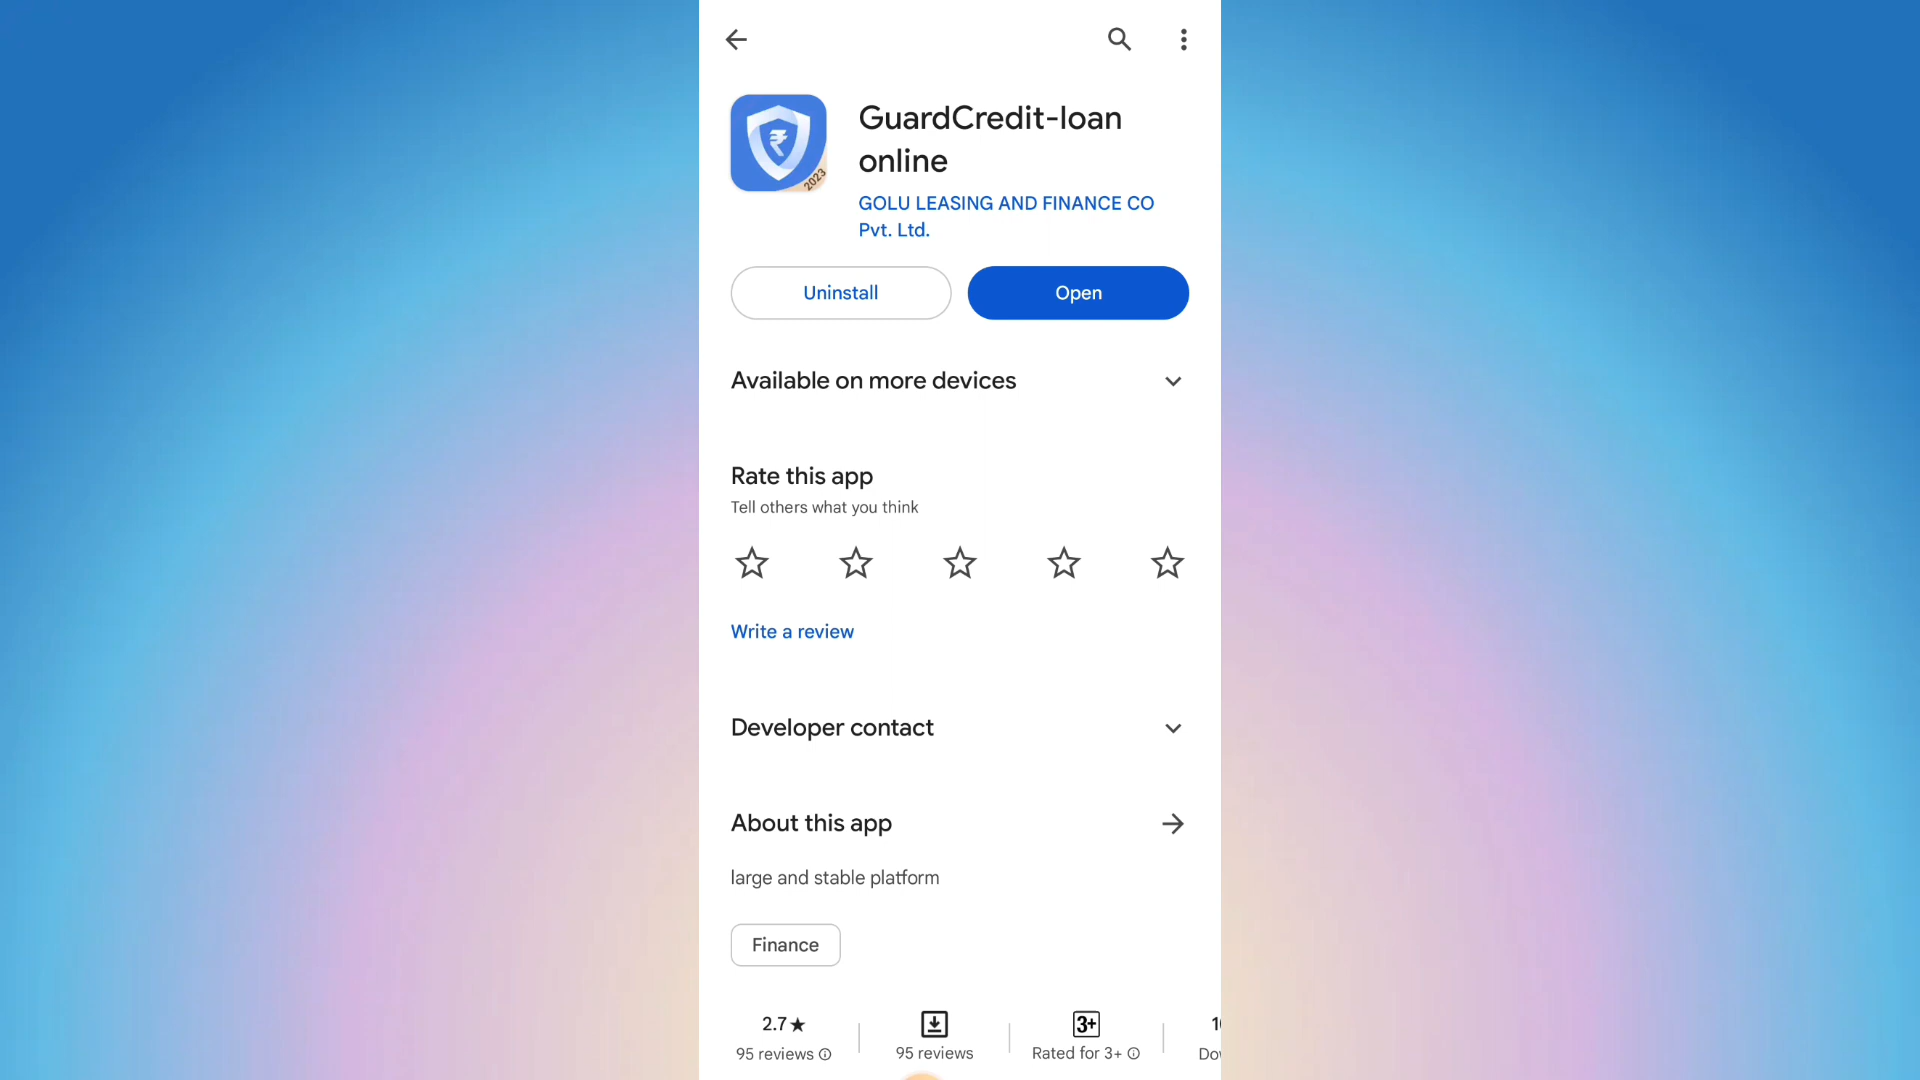 GuardCredit-loan
online
GOLU LEASING AND FINANCE CO
Pvt. Ltd.
2023
Uninstall
Open
Available on more devices
Rate this app
Tell others what you think
Write a review
Developer contact
About this app
large and stable platform
Finance
2.7★
3+
95 reviews
95 reviews
Rated for 3+